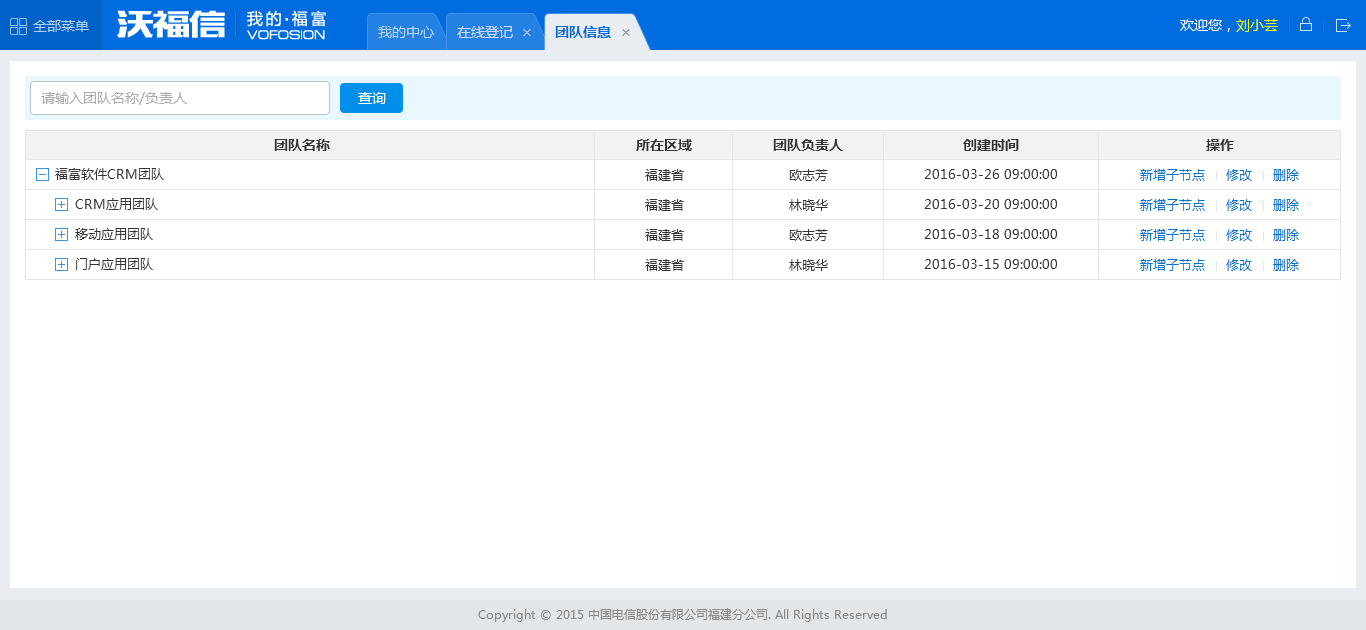 全部菜单
沃福信
我的·福富
VOFOSION
我的中心
在线登记 ×
团队信息 ×
欢迎您，刘小芸
请输入团队名称/负责人 查询
团队名称 所在区域 团队负责人 创建时间 操作
福富软件CRM团队 福建省 欧志芳 2016-03-26 09:00:00 新增子节点 修改 删除
CRM应用团队 福建省 林晓华 2016-03-20 09:00:00 新增子节点 修改 删除
移动应用团队 福建省 欧志芳 2016-03-18 09:00:00 新增子节点 修改 删除
门户应用团队 福建省 林晓华 2016-03-15 09:00:00 新增子节点 修改 删除
Copyright © 2015 中国电信股份有限公司福建分公司. All Rights Reserved